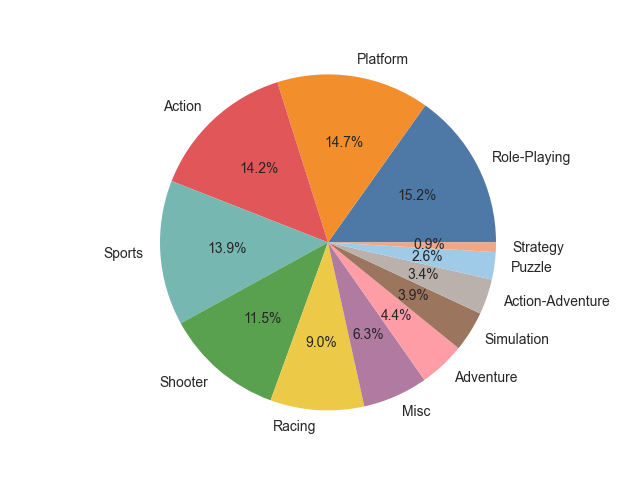 Platform
Action
Role-Playing
14.7%
14.2%
15.2%
Sports
13.9%
0.9%
Strategy
2.6%
Puzzle
3.4%
Action-Adventure
3.9%
4.4%
Simulation
11.5%
9.0%
6.3%
Adventure
Shooter
Misc
Racing